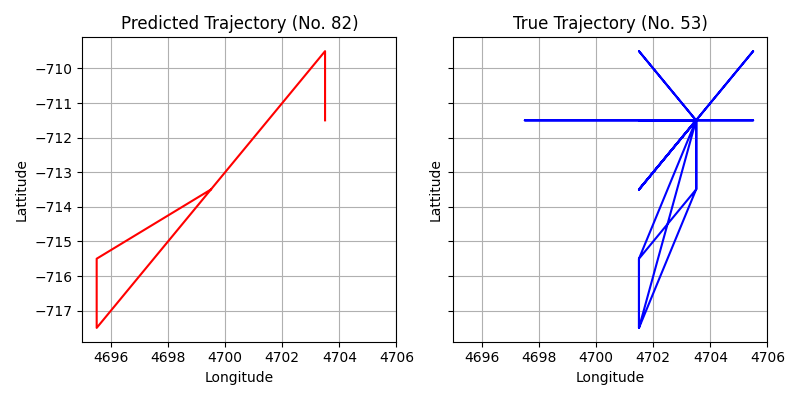 Predicted Trajectory (No. 82)
True Trajectory (No. 53)
−710
−711
−712
−713
−714
−715
−716
−717
Lattitude
Lattitude
4696 4698 4700 4702 4704 4706
4696 4698 4700 4702 4704 4706
Longitude
Longitude